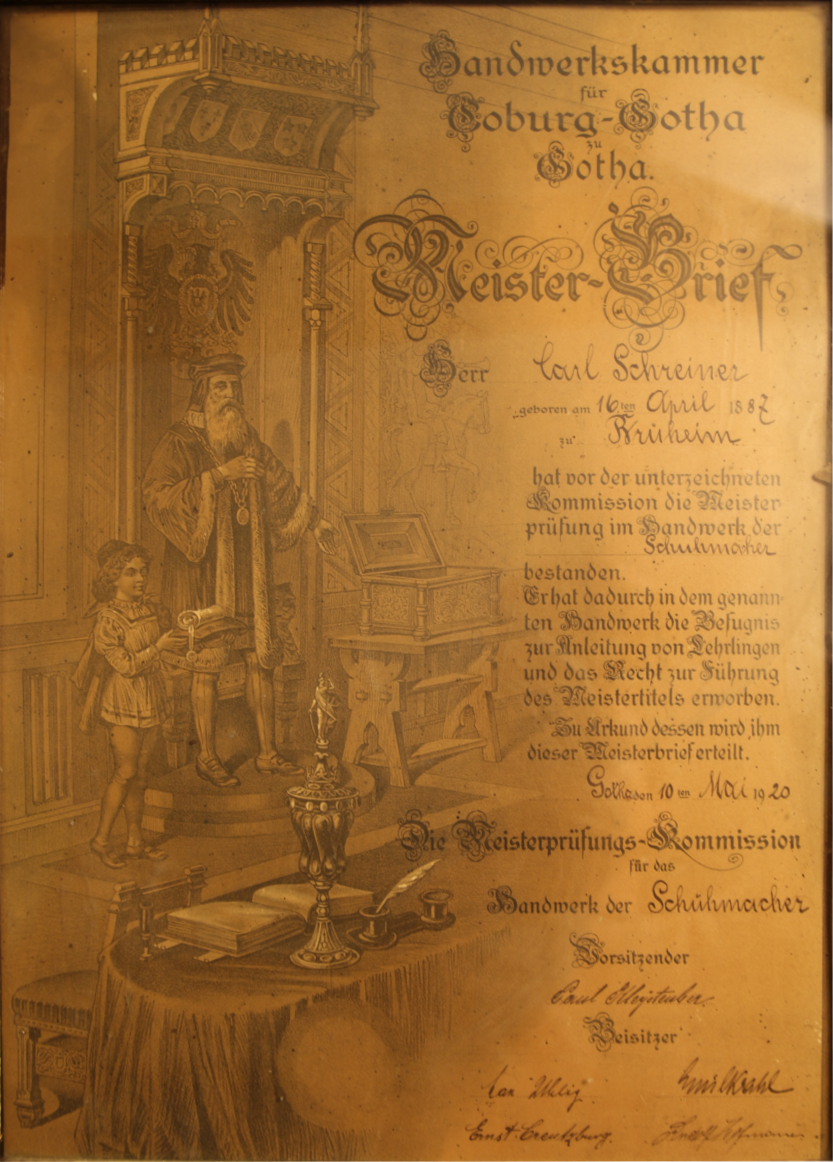 Handwerkskammer
für
Coburg-Gotha
zu
Gotha.
Meister-Brief
Herr Carl Schreiner
geboren am 16ten April 1887
zu Brüheim
hat vor der unterzeichneten
Kommission die Meister-
prüfung im Handwerk der
Schuhmacher
bestanden.
Er hat dadurch in dem genann-
ten Handwerk die Befugnis
zur Anleitung von Lehrlingen
und das Recht zur Führung
des Meistertitels erworben.
Zu Urkund dessen wird ihm
dieser Meisterbrief erteilt.
Gotha den 10ten Mai 1920
Die Meisterprüfungs-Kommission
für das
Handwerk der Schuhmacher
Vorsitzender
Beisitzer
Uhlig
Emil Krahl
Ernst Creutzburg.